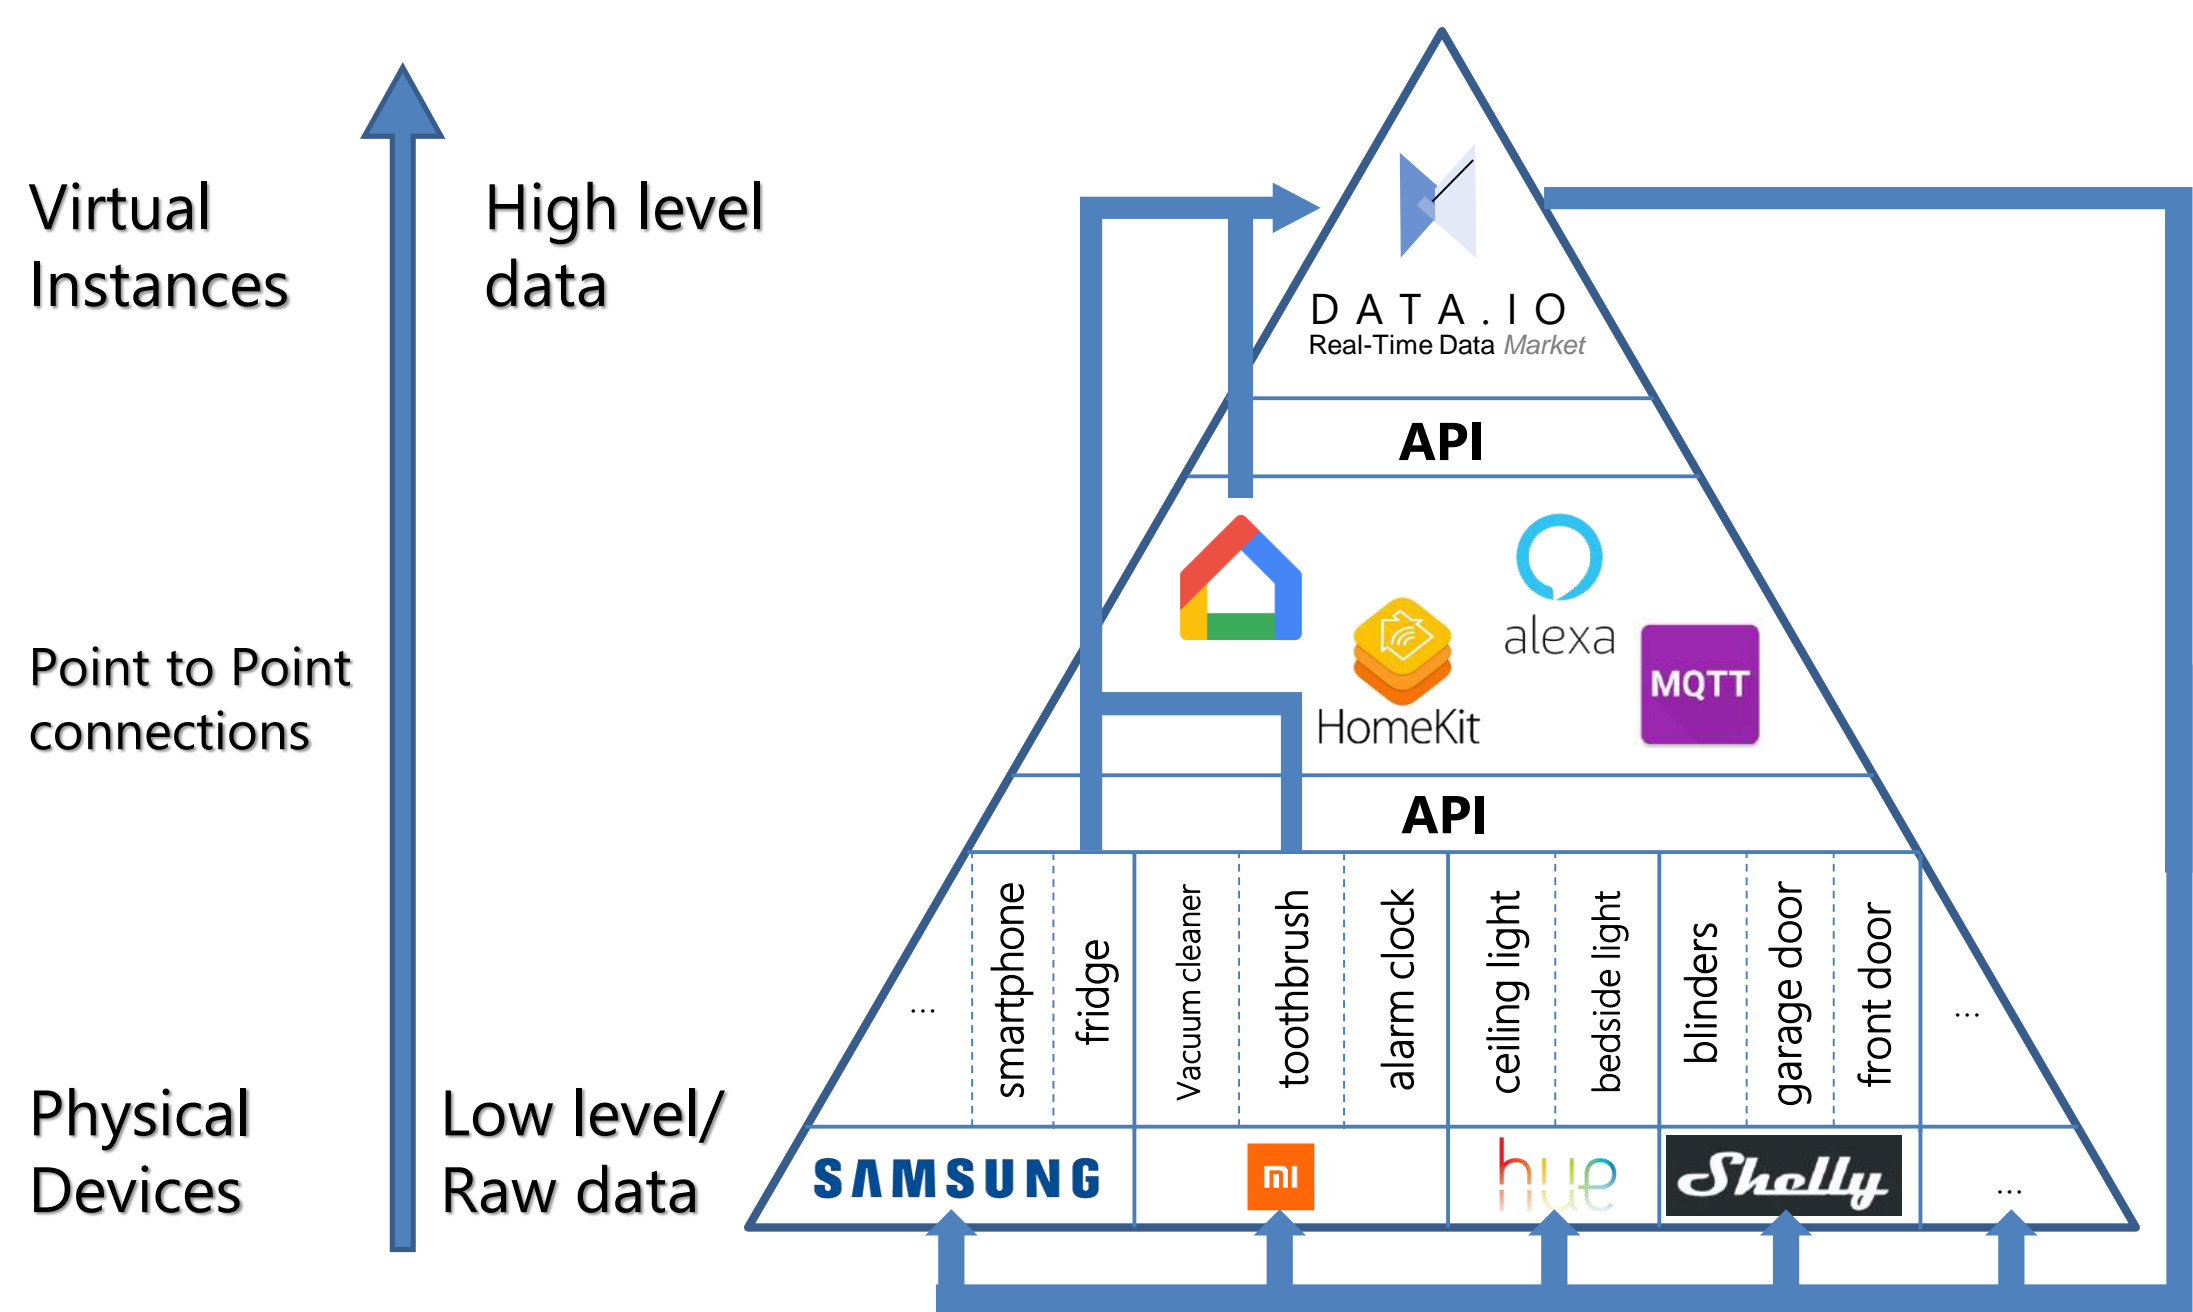 Virtual
Instances
High level
data
DATA.IO
Real-Time Data Market
API
alexa
MQTT
HomeKit
Point to Point
connections
API
...
smartphone
fridge
Vacuum cleaner
toothbrush
alarm clock
ceiling light
bedside light
blinders
garage door
front door
...
Physical
Devices
Low level/
Raw data
SAMSUNG
mi
hue
Shelly
...